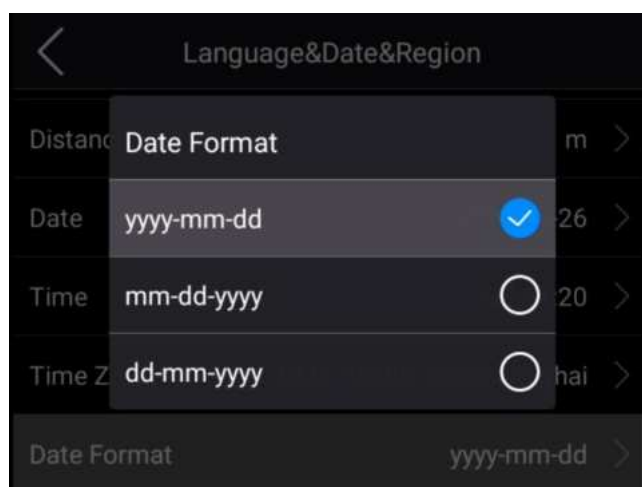 Language&Date&Region
Distanc m
Date Format
Date -26
yyyy-mm-dd
Time :20
mm-dd-yyyy
Time Z hai
dd-mm-yyyy
Date Format yyyy-mm-dd